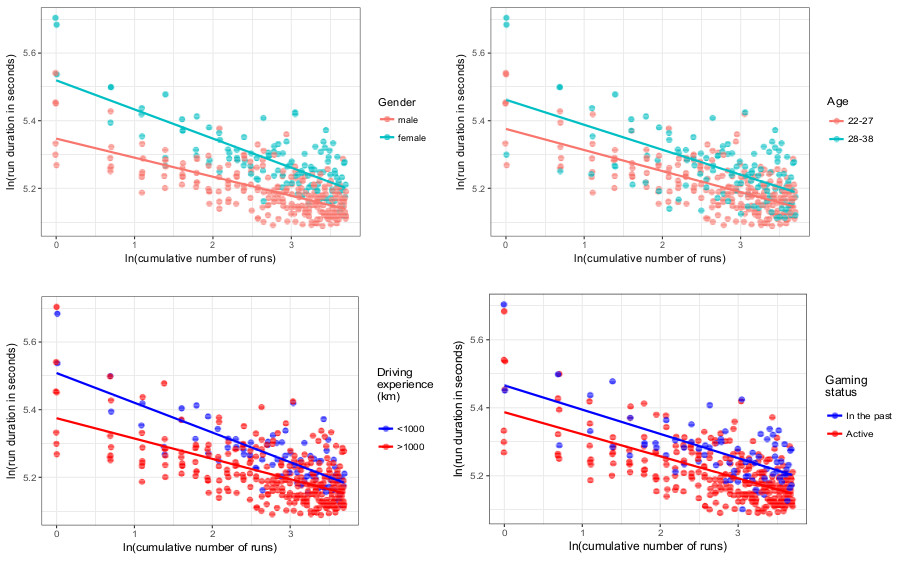 5.6
5.4
5.2
ln(run duration in seconds)
0 1 2 3
ln(cumulative number of runs)
Gender
male
female
5.6
5.4
5.2
ln(run duration in seconds)
0 1 2 3
ln(cumulative number of runs)
Age
22-27
28-38
5.6
5.4
5.2
ln(run duration in seconds)
0 1 2 3
ln(cumulative number of runs)
Driving
experience
(km)
<1000
>1000
5.6
5.4
5.2
ln(run duration in seconds)
0 1 2 3
ln(cumulative number of runs)
Gaming
status
In the past
Active